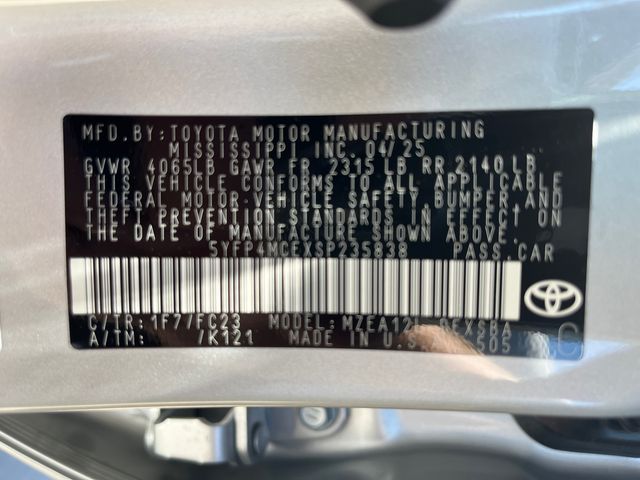 MFD. BY: TOYOTA MOTOR MANUFACTURING
MISSISSIPPI INC. 04/25
GVWR 4065LB GAWR FR 2315 LB RR 2140 LB
THIS VEHICLE CONFORMS TO ALL APPLICABLE
FEDERAL MOTOR VEHICLE SAFETY, BUMPER, AND
THEFT PREVENTION STANDARDS IN EFFECT ON
THE DATE OF MANUFACTURE SHOWN ABOVE.
5YFP4MCEXSP235838 PASS. CAR
C/TR: 1F7/FC23 MODEL:
A/TM: /K121 MADE IN 505 C